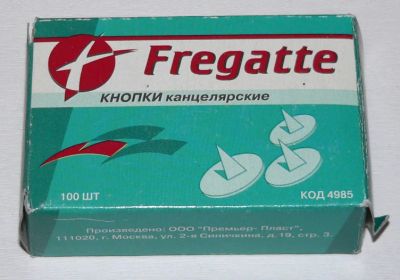 Fregatte
КНОПКИ канцелярские
100 ШТ
КОД 4985
Произведено: ООО "Премьер- Пласт",
111020, г. Москва, ул. 2-я Синичкина, д. 19, стр. 3.